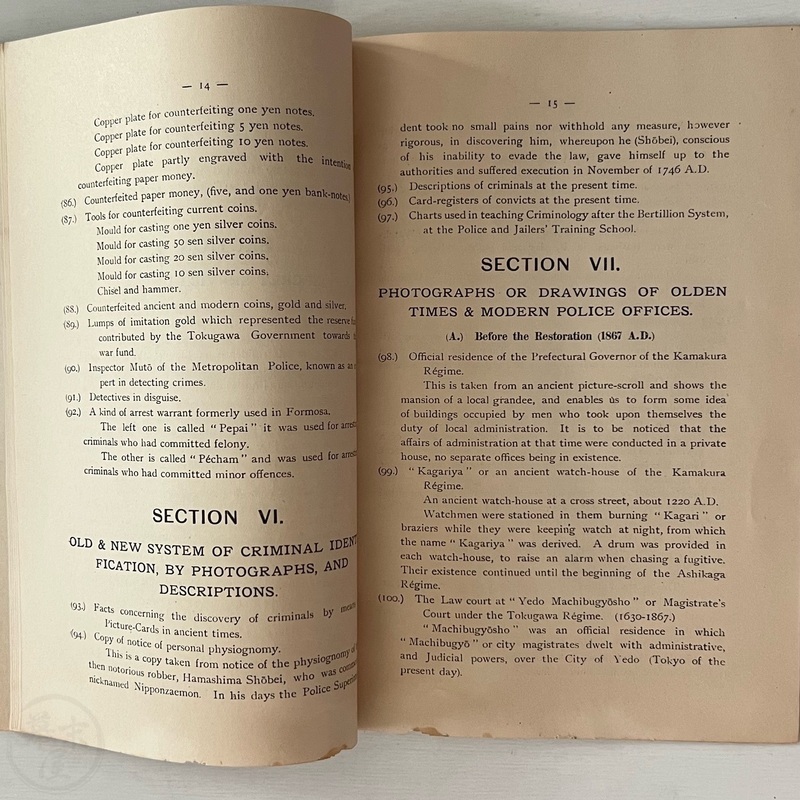 — 14 —
Copper plate for counterfeiting one yen notes.
Copper plate for counterfeiting 5 yen notes.
Copper plate for counterfeiting 10 yen notes.
Copper plate partly engraved with the intention
counterfeiting paper money.
(86.) Counterfeited paper money, (five, and one yen bank-notes)
(87.) Tools for counterfeiting current coins.
Mould for casting one yen silver coins.
Mould for casting 50 sen silver coins.
Mould for casting 20 sen silver coins.
Mould for casting 10 sen silver coins.
Chisel and hammer.
(88.) Counterfeited ancient and modern coins, gold and silver.
(89.) Lumps of imitation gold which represented the reserve
contributed by the Tokugawa Government towards
war fund.
(90.) Inspector Mutō of the Metropolitan Police, known as
pert in detecting crimes.
(91.) Detectives in disguise.
(92.) A kind of arrest warrant formerly used in Formosa.
The left one is called " Pepai " it was used for
criminals who had committed felony.
The other is called " Pécham " and was used for
criminals who had committed minor offences.
SECTION VI.
OLD & NEW SYSTEM OF CRIMINAL IDENT
FICATION, BY PHOTOGRAPHS, AND
DESCRIPTIONS.
(93.) Facts concerning the discovery of criminals by
Picture-Cards in ancient times.
(94.) Copy of notice of personal physiognomy.
This is a copy taken from notice of the physiognomy
then notorious robber, Hamashima Shōbei, who was
nicknamed Nipponzaemon. In his days the Police
— 15 —
dent took no small pains nor withhold any measure, however
rigorous, in discovering him, whereupon he (Shōbei), conscious
of his inability to evade the law, gave himself up to the
authorities and suffered execution in November of 1746 A.D.
(95.) Descriptions of criminals at the present time.
(96.) Card-registers of convicts at the present time.
(97.) Charts used in teaching Criminology after the Bertillion System,
at the Police and Jailers' Training School.
SECTION VII.
PHOTOGRAPHS OR DRAWINGS OF OLDEN
TIMES & MODERN POLICE OFFICES.
(A.) Before the Restoration (1867 A.D.)
(98.) Official residence of the Prefectural Governor of the Kamakura
Régime.
This is taken from an ancient picture-scroll and shows the
mansion of a local grandee, and enables us to form some idea
of buildings occupied by men who took upon themselves the
duty of local administration. It is to be noticed that the
affairs of administration at that time were conducted in a private
house, no separate offices being in existence.
(99.) " Kagariya " or an ancient watch-house of the Kamakura
Régime.
An ancient watch-house at a cross street, about 1220 A.D.
Watchmen were stationed in them burning " Kagari " or
braziers while they were keeping watch at night, from which
the name " Kagariya " was derived. A drum was provided in
each watch-house, to raise an alarm when chasing a fugitive.
Their existence continued until the beginning of the Ashikaga
Régime.
(100.) The Law court at " Yedo Machibugyōsho " or Magistrate's
Court under the Tokugawa Régime. (1630-1867.)
" Machibugyōsho " was an official residence in which
" Machibugyō " or city magistrates dwelt with administrative,
and Judicial powers, over the City of Yedo (Tokyo of the
present day).